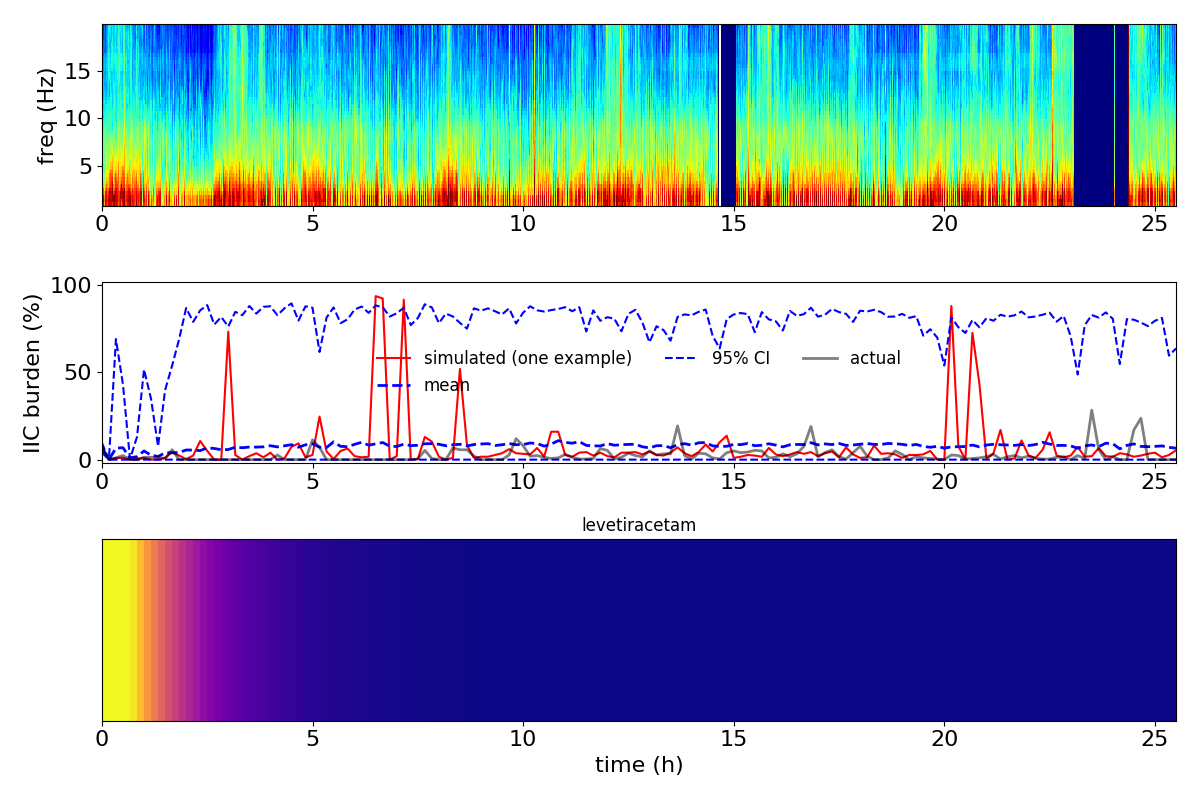 freq (Hz)
15
10
5
0 5 10 15 20 25
IIC burden (%)
100
50
0
simulated (one example) 95% CI actual
mean
0 5 10 15 20 25
levetiracetam
0 5 10 15 20 25
time (h)